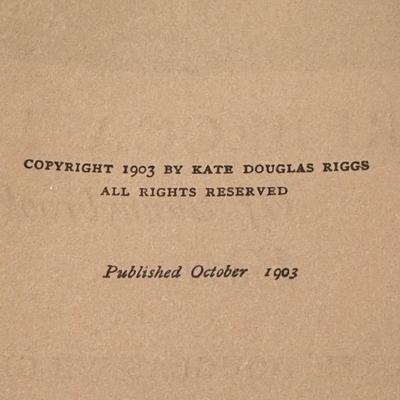 COPYRIGHT 1903 BY KATE DOUGLAS RIGGS
ALL RIGHTS RESERVED
Published October 1903